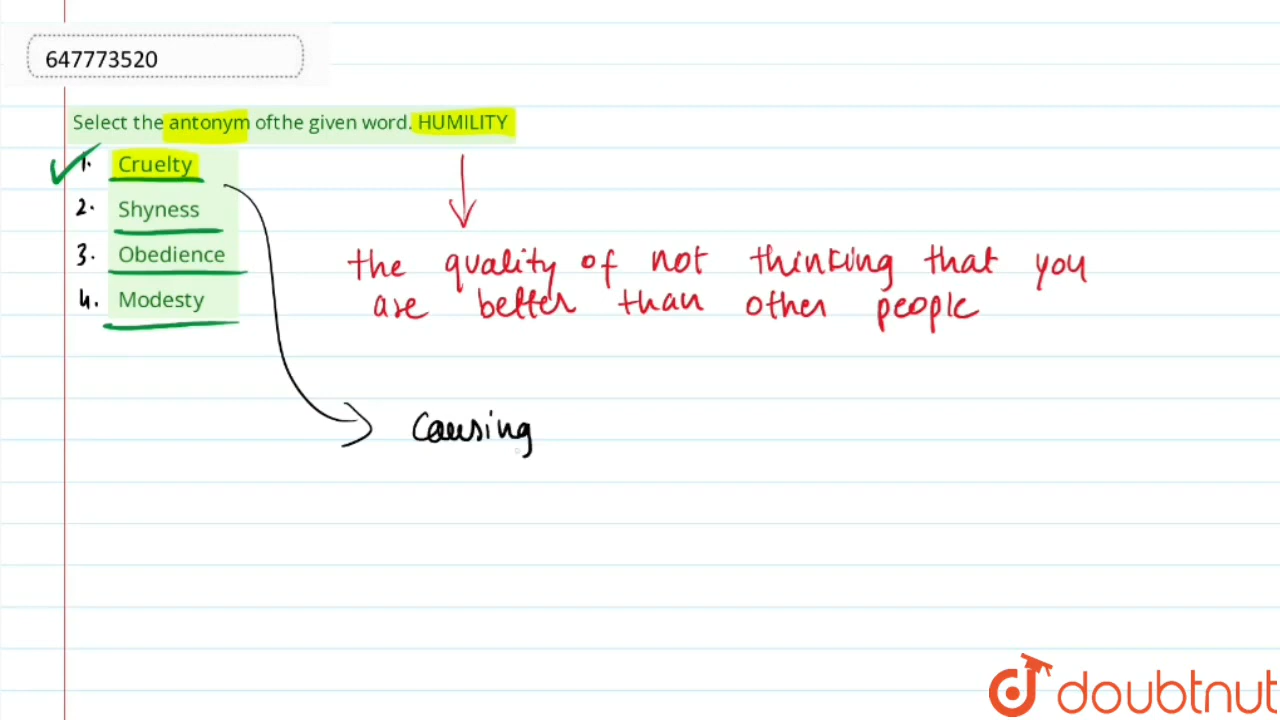 647773520
Select the antonym ofthe given word. HUMILITY
1. Cruelty
2. Shyness
3. Obedience
4. Modesty
the quality of not thinking that you
are better than other people
Causing
doubtnut